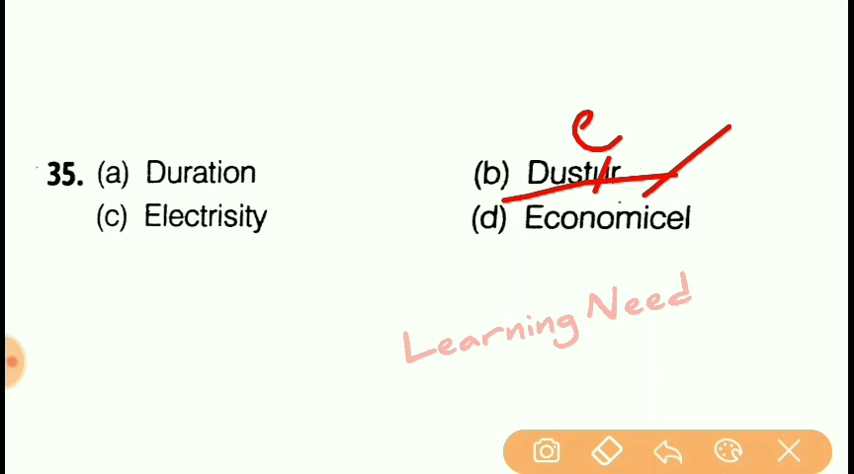 35. (a) Duration (b) Dustur
e
(c) Electrisity (d) Economicel
Learning Need